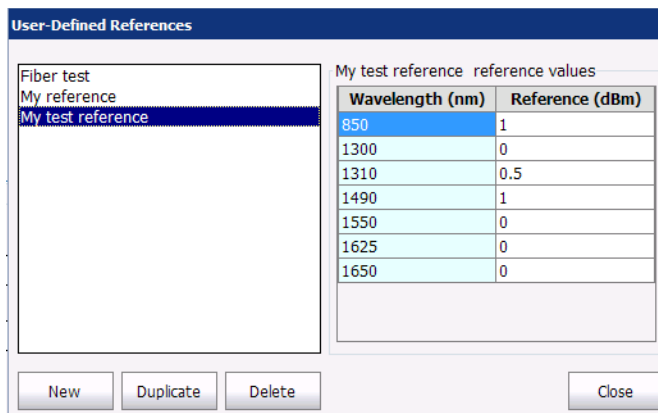 User-Defined References
Fiber test
My reference
My test reference
My test reference reference values
Wavelength (nm) Reference (dBm)
850 1
1300 0
1310 0.5
1490 1
1550 0
1625 0
1650 0
New Duplicate Delete Close